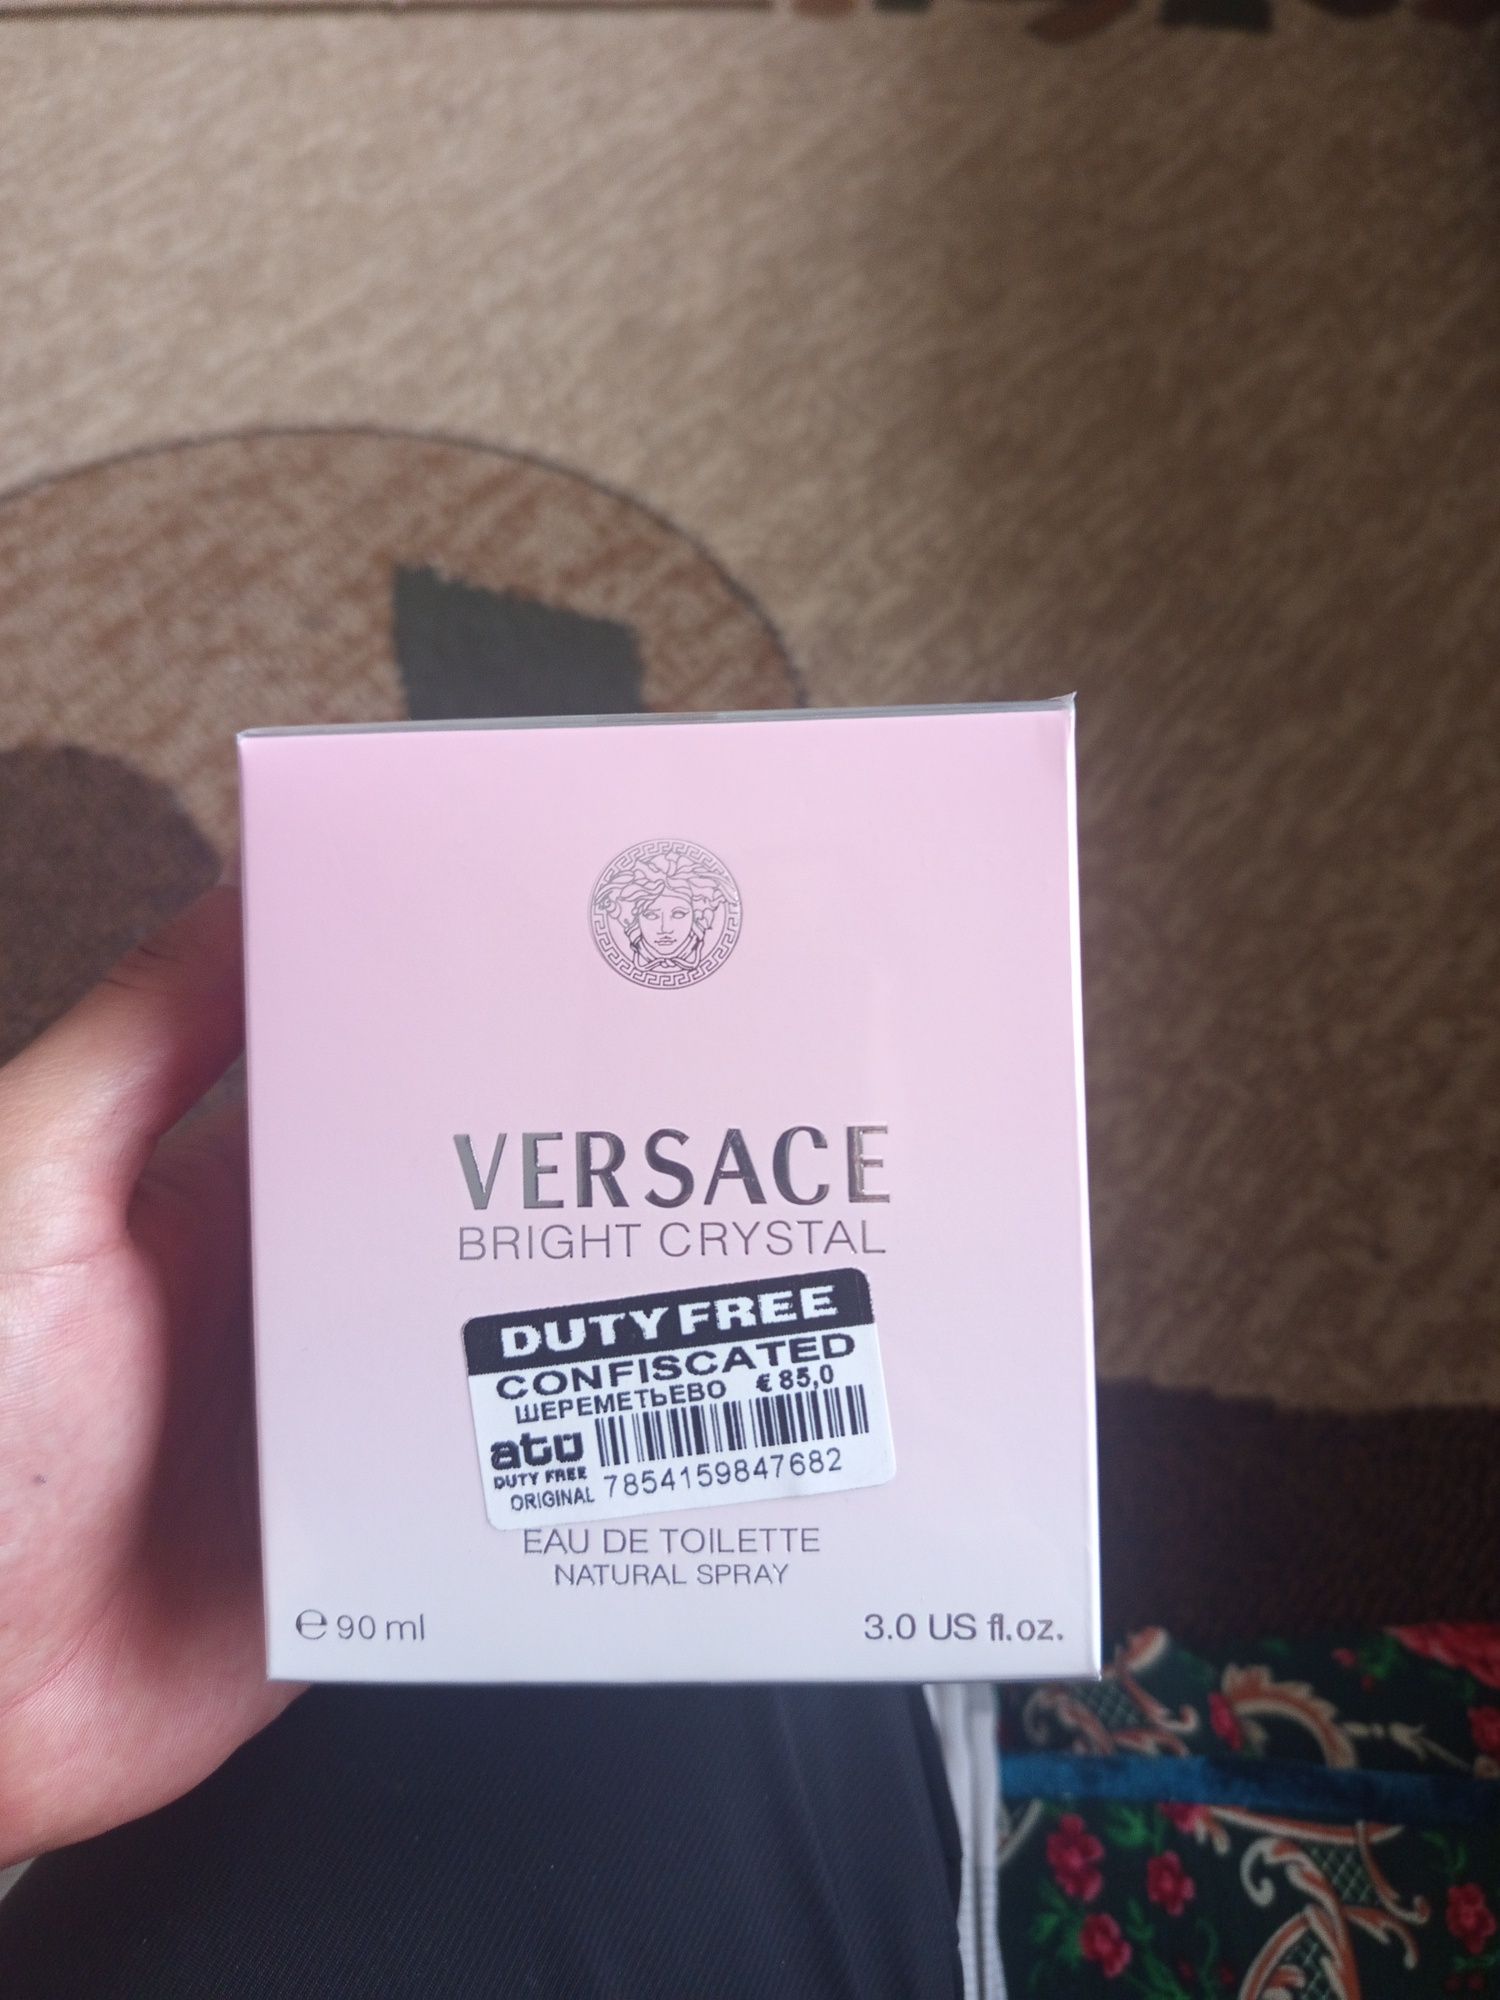 VERSACE
BRIGHT CRYSTAL
DUTY FREE
CONFISCATED
ШЕРЕМЕТЬЕВО € 85,0
atu
DUTY FREE
ORIGINAL 7854159847682
EAU DE TOILETTE
NATURAL SPRAY
℮ 90 ml 3.0 US fl.oz.